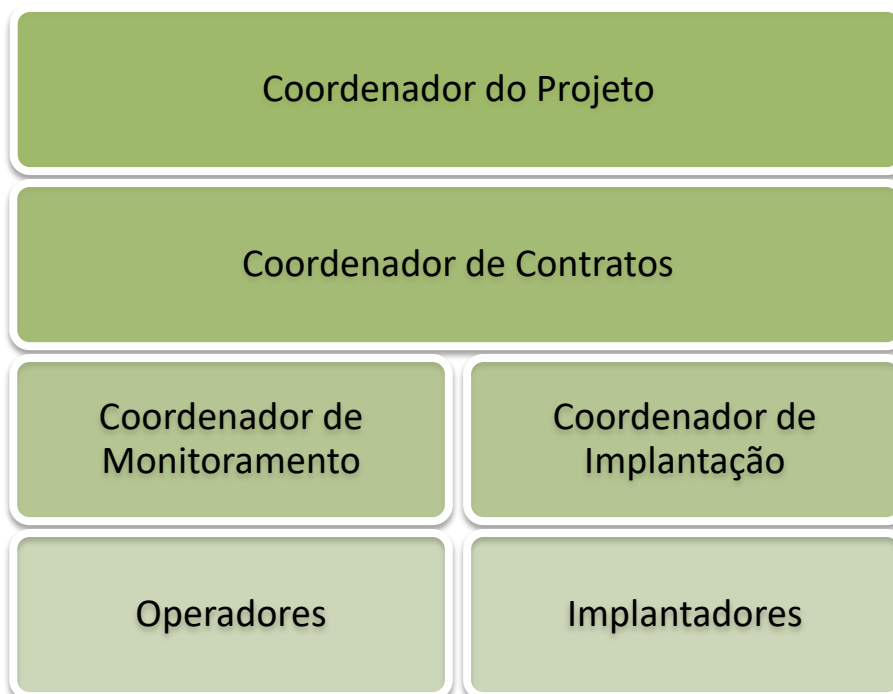 Coordenador do Projeto
Coordenador de Contratos
Coordenador de
Monitoramento
Coordenador de
Implantação
Operadores
Implantadores